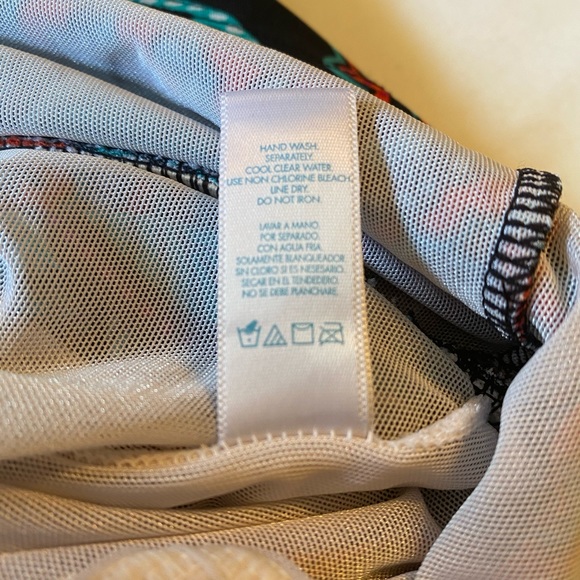 HAND WASH.
SEPARATELY.
COOL CLEAR WATER.
USE NON CHLORINE BLEACH
LINE DRY.
DO NOT IRON.
LAVAR A MANO.
POR SEPARADO.
CON AGUA FRIA.
SOLAMENTE BLANQUEADOR
SIN CLORO SI ES NESESARIO.
SECAR EN EL TENDEDERO.
NO SE DEBE PLANCHARE.